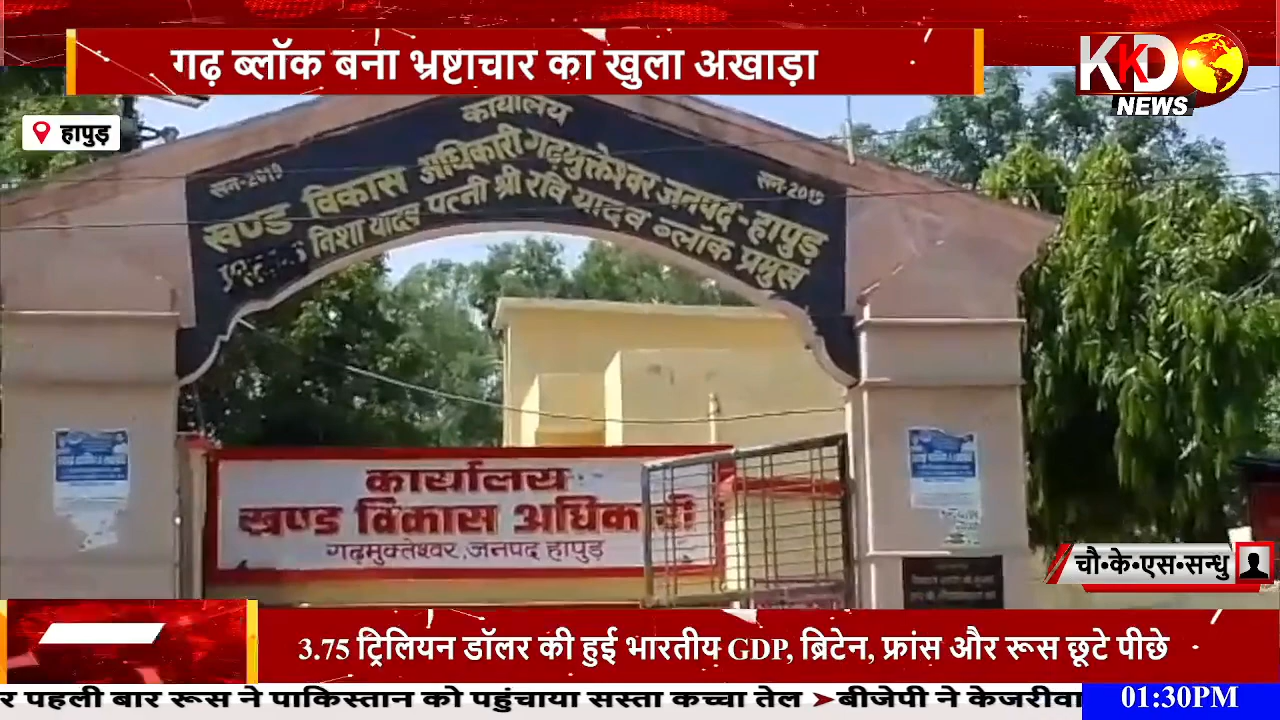 गढ़ ब्लॉक बना भ्रष्टाचार का खुला अखाड़ा
KKD
NEWS
हापुड़
कार्यालय
सन-2019
सन-2019
खण्ड विकास अधिकारी गढ़मुक्तेश्वर जनपद-हापुड़
निशा यादव पत्नी श्री रवि यादव ब्लॉक प्रमुख
कार्यालय
खण्ड विकास अधिकारी
गढ़मुक्तेश्वर, जनपद हापुड़
चौ॰के॰एस॰सन्धु
3.75 ट्रिलियन डॉलर की हुई भारतीय GDP, ब्रिटेन, फ्रांस और रूस छूटे पीछे
र पहली बार रूस ने पाकिस्तान को पहुंचाया सस्ता कच्चा तेल ➤बीजेपी ने केजरीवा
01:30PM